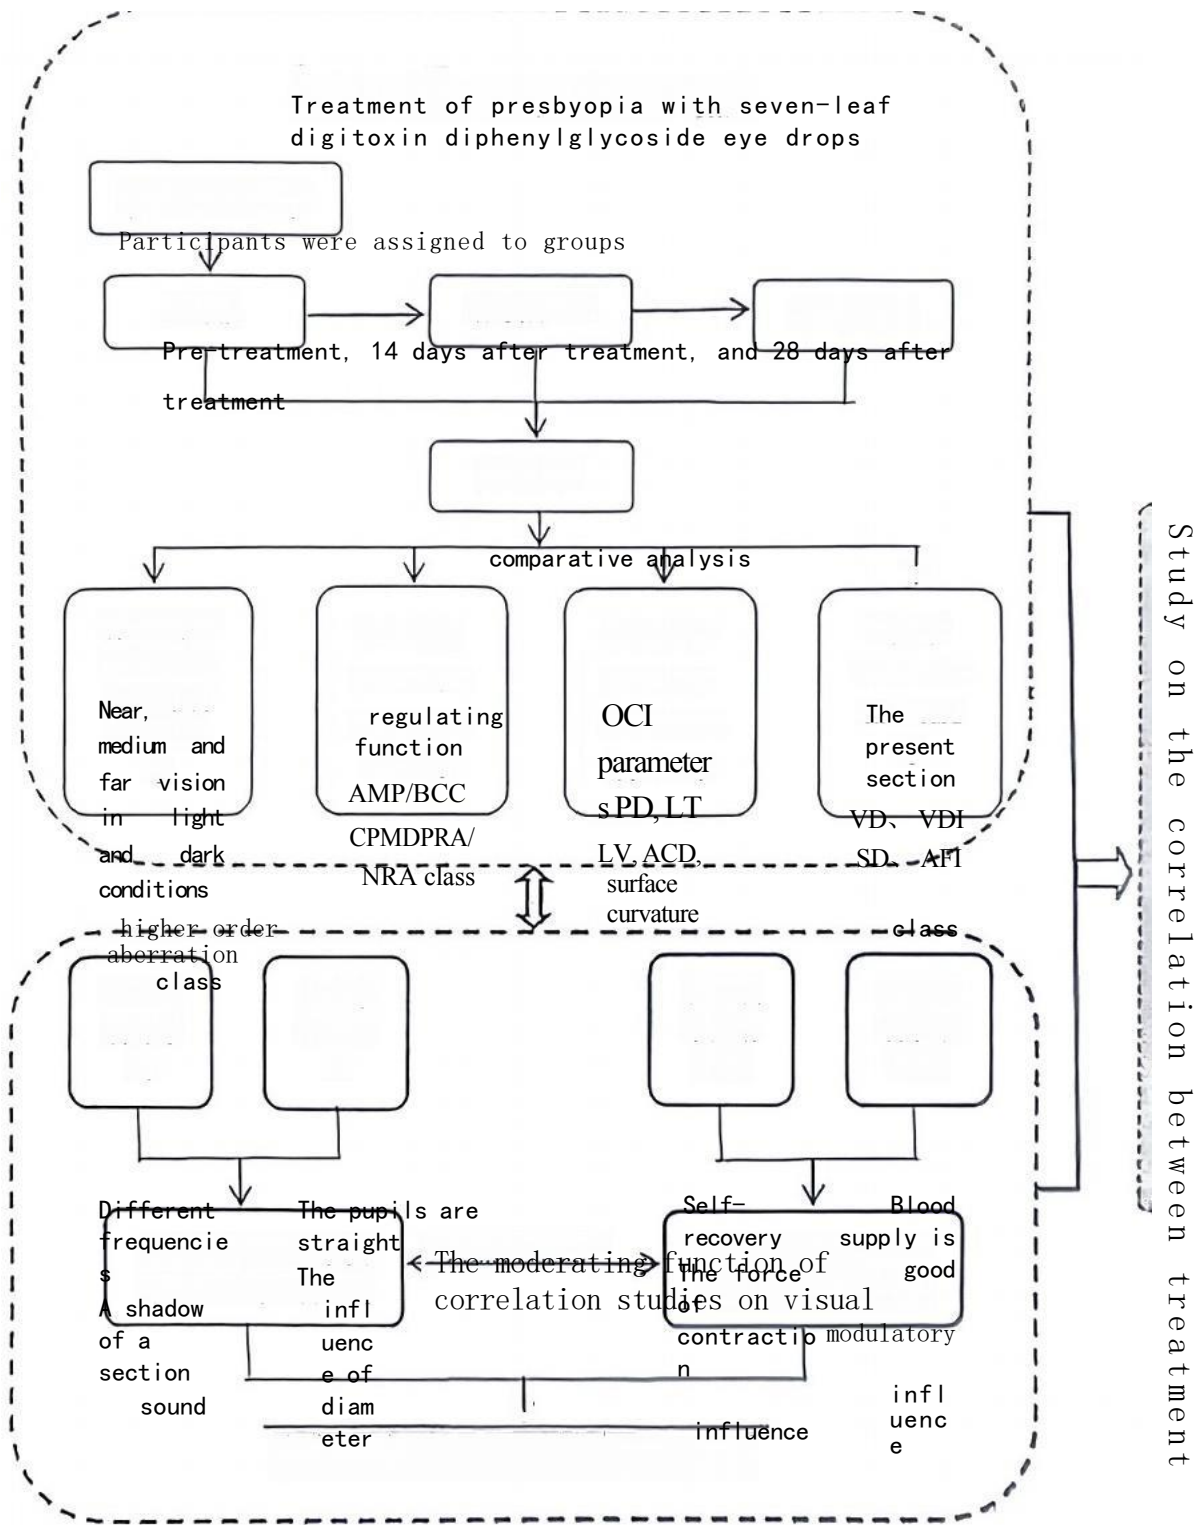 Treatment of presbyopia with seven-leaf
digitoxin diphenylglycoside eye drops
Participants were assigned to groups
Pre-treatment, 14 days after treatment, and 28 days after
treatment
comparative analysis
Near,
medium and
far vision
in light
and dark
conditions
higher order
aberration
class
regulating
function
AMP/BCC
CPMDPRA/
NRA class
OCI
parameter
s PD, LT
LV, ACD,
surface
curvature
The
present
section
VD、 VDI
SD、 AFI
class
Different
frequencie
s
A shadow
of a
section
sound
The pupils are
straight
The
infl
uenc
e of
diam
eter
The moderating function of
correlation studies on visual
Self-
recovery
The force
of
contractio
n
influence
Blood
supply is
good
modulatory
infl
uenc
e
Study on the correlation between treatment